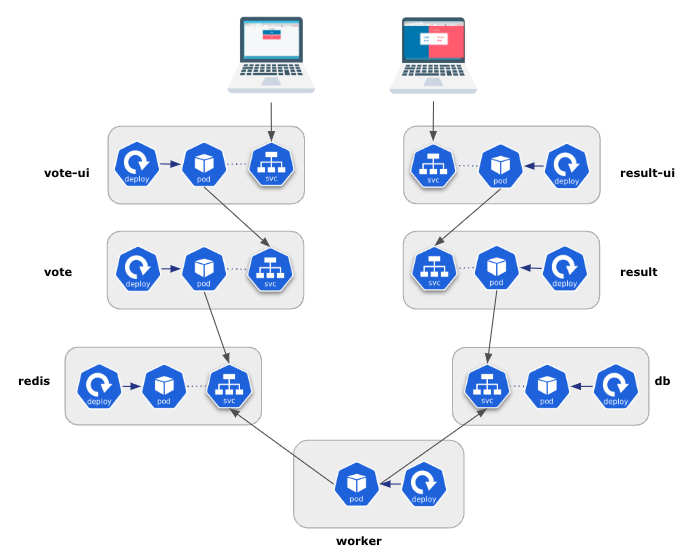 vote-ui
deploy
pod
svc
svc
pod
deploy
result-ui
vote
deploy
pod
svc
svc
pod
deploy
result
redis
deploy
pod
svc
svc
pod
deploy
db
pod
deploy
worker